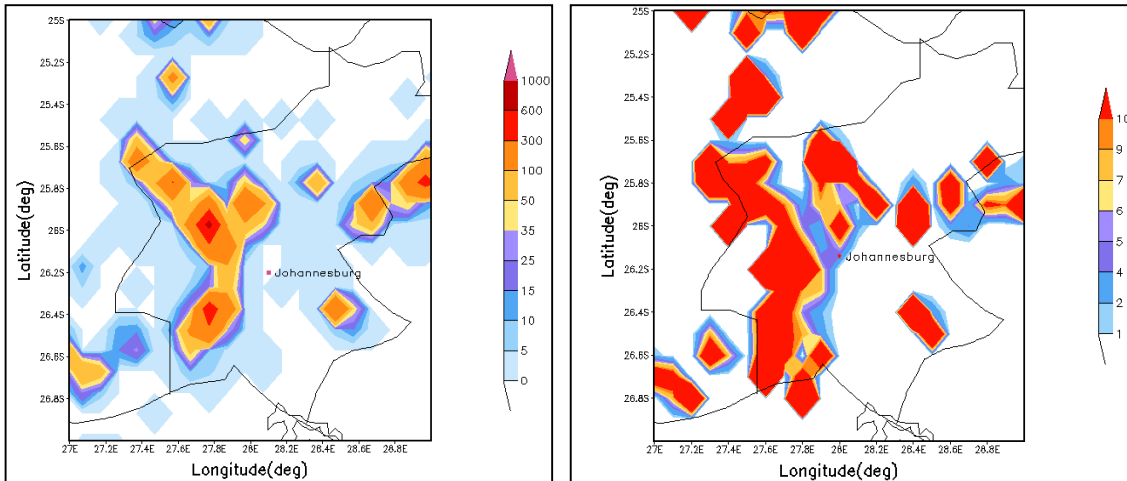 25S
25.2S
25.4S
25.6S
25.8S
26S
26.2S
26.4S
26.6S
26.8S
Latitude(deg)
27E
27.2E
27.4E
27.6E
27.8E
28E
28.2E
28.4E
28.6E
28.8E
Longitude(deg)
Johannesburg
1000
600
300
100
50
35
25
15
10
5
0
25S
25.2S
25.4S
25.6S
25.8S
26S
26.2S
26.4S
26.6S
26.8S
Latitude(deg)
27E
27.2E
27.4E
27.6E
27.8E
28E
28.2E
28.4E
28.6E
28.8E
Longitude(deg)
Johannesburg
10
9
7
6
5
5
4
4
2
1